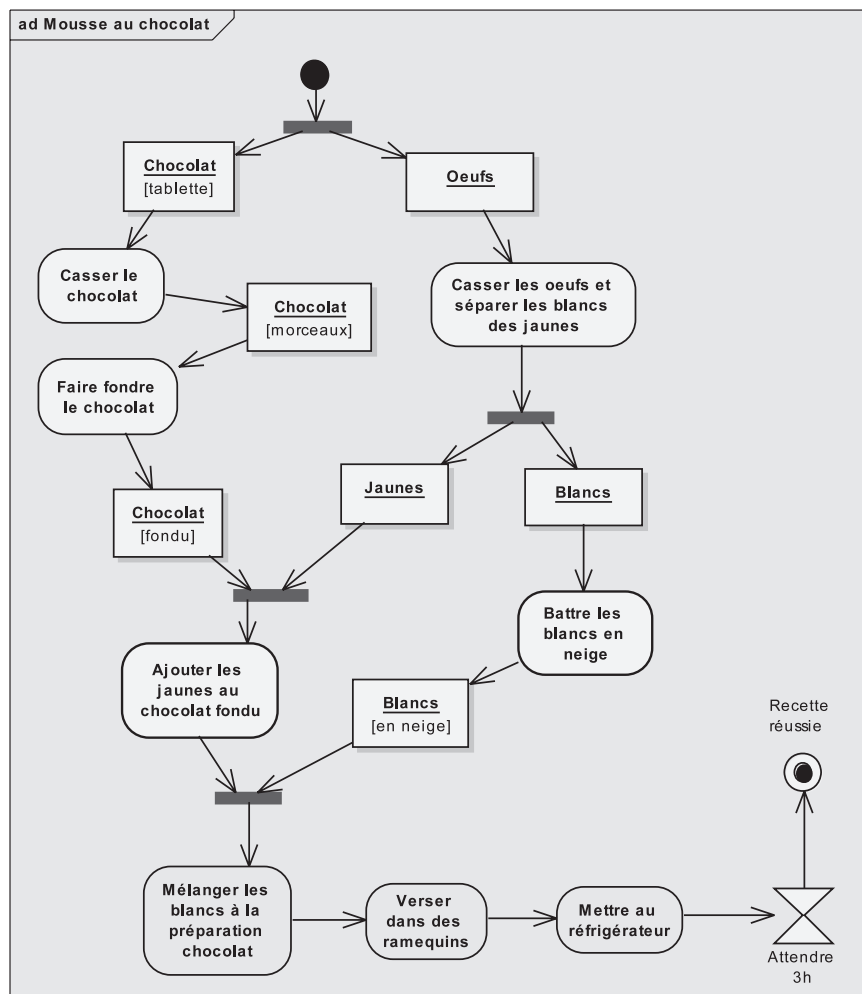 ad Mousse au chocolat
Chocolat
[tablette]
Oeufs
Casser le
chocolat
Chocolat
[morceaux]
Casser les oeufs et
séparer les blancs
des jaunes
Faire fondre
le chocolat
Chocolat
[fondu]
Jaunes
Blancs
Battre les
blancs en
neige
Ajouter les
jaunes au
chocolat fondu
Blancs
[en neige]
Recette
réussie
Mélanger les
blancs à la
préparation
chocolat
Verser
dans des
ramequins
Mettre au
réfrigérateur
Attendre
3h